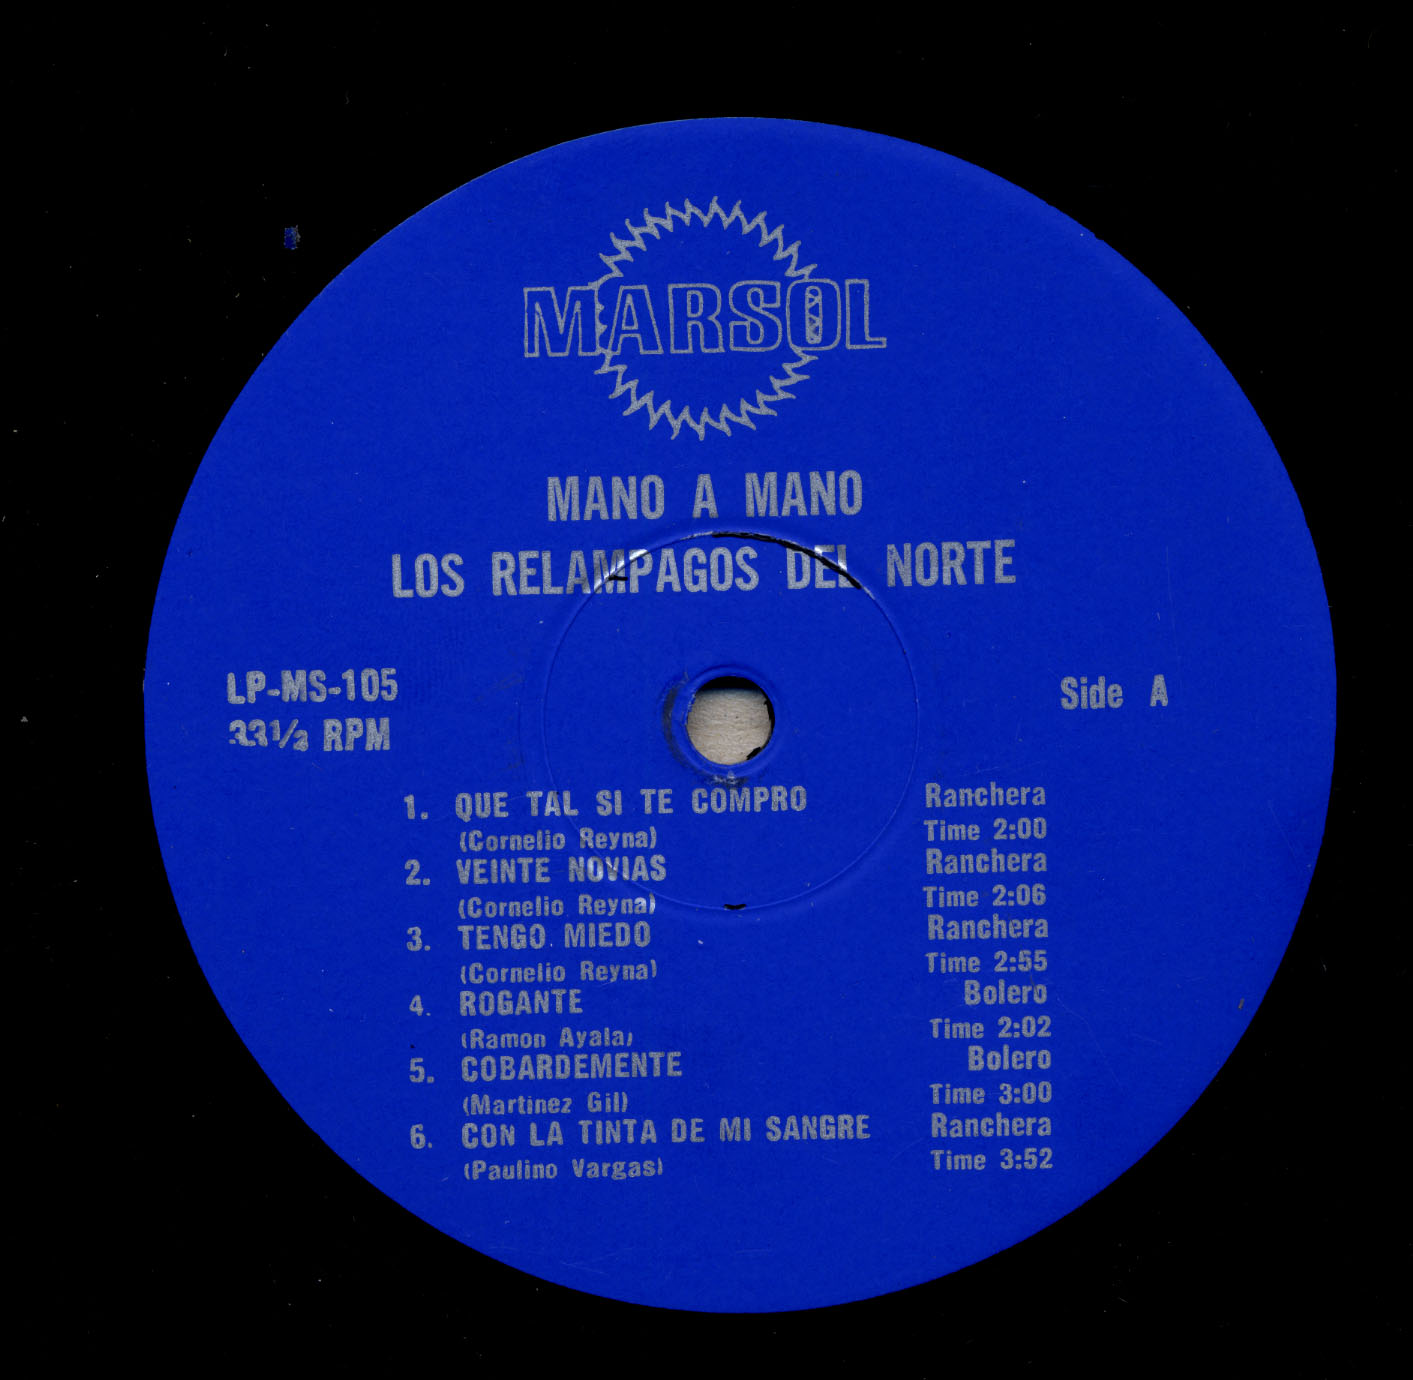 MARSOL
MANO A MANO
LOS RELAMPAGOS DEL NORTE
LP-MS-105
33 1/3 RPM
Side A
1. QUE TAL SI TE COMPRO Ranchera
(Cornelio Reyna) Time 2:00
2. VEINTE NOVIAS Ranchera
(Cornelio Reyna) Time 2:06
3. TENGO MIEDO Ranchera
(Cornelio Reyna) Time 2:55
4. ROGANTE Bolero
(Ramon Ayala) Time 2:02
5. COBARDEMENTE Bolero
(Martinez Gil) Time 3:00
6. CON LA TINTA DE MI SANGRE Ranchera
(Paulino Vargas) Time 3:52